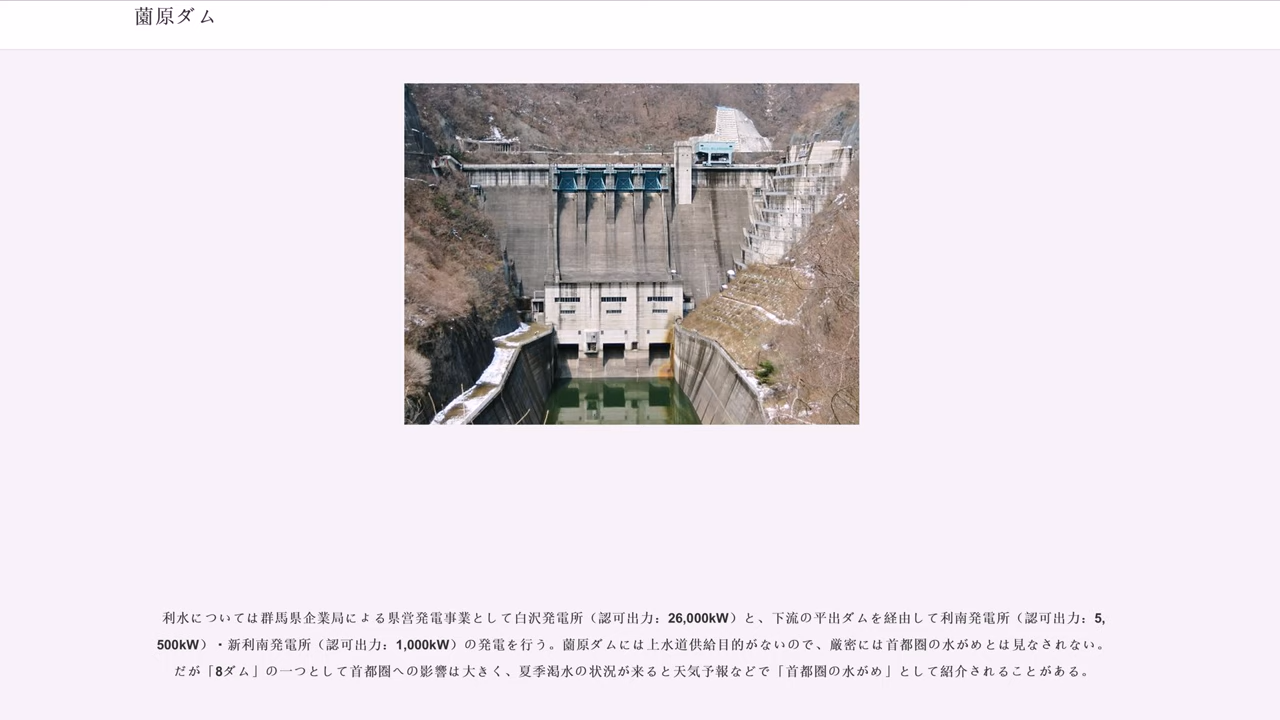 薗原ダム
利水については群馬県企業局による県営発電事業として白沢発電所（認可出力：26,000kW）と、下流の平出ダムを経由して利南発電所（認可出力：5,
500kW）・新利南発電所（認可出力：1,000kW）の発電を行う。薗原ダムには上水道供給目的がないので、厳密には首都圏の水がめとは見なされない。
だが「8ダム」の一つとして首都圏への影響は大きく、夏季渇水の状況が来ると天気予報などで「首都圏の水がめ」として紹介されることがある。